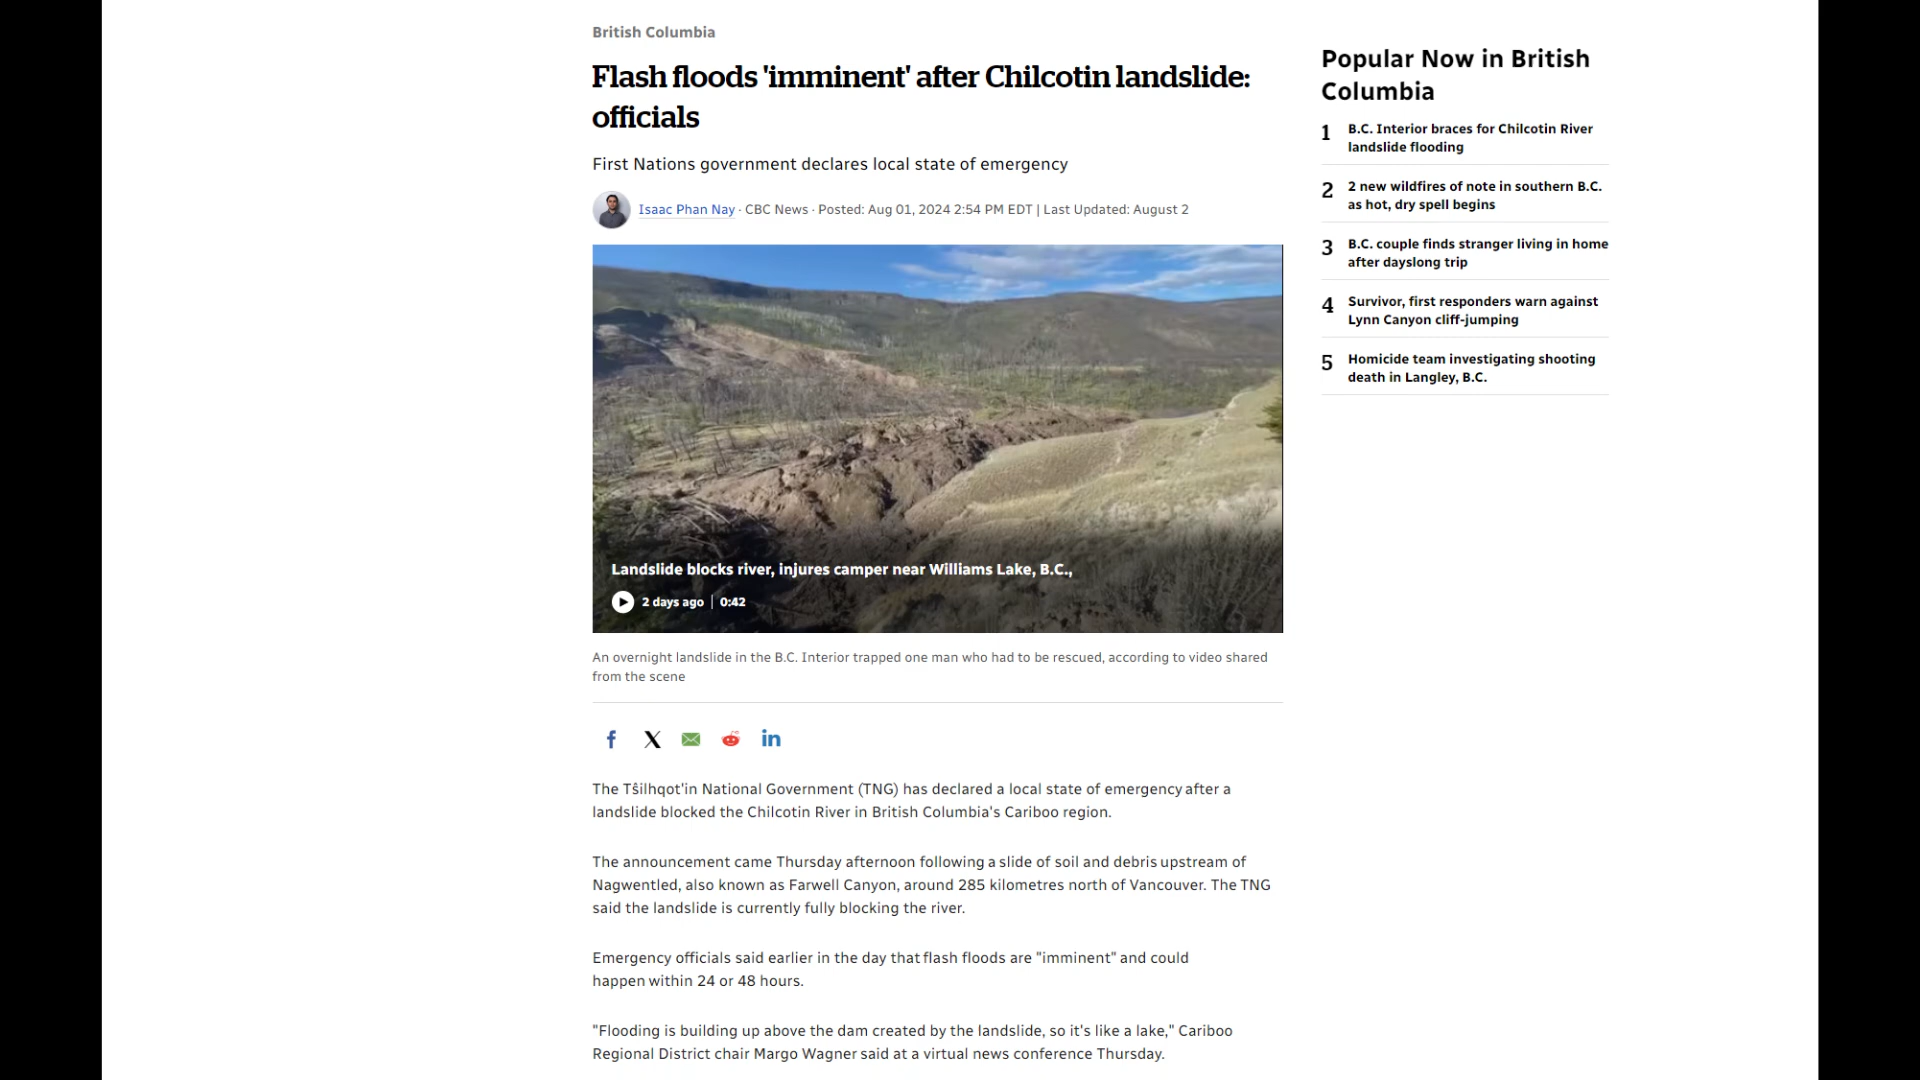 British Columbia
Flash floods 'imminent' after Chilcotin landslide:
officials
First Nations government declares local state of emergency
Isaac Phan Nay · CBC News · Posted: Aug 01, 2024 2:54 PM EDT | Last Updated: August 2
Landslide blocks river, injures camper near Williams Lake, B.C.,
2 days ago | 0:42
An overnight landslide in the B.C. Interior trapped one man who had to be rescued, according to video shared
from the scene
The Tŝilhqot'in National Government (TNG) has declared a local state of emergency after a
landslide blocked the Chilcotin River in British Columbia's Cariboo region.
The announcement came Thursday afternoon following a slide of soil and debris upstream of
Nagwentled, also known as Farwell Canyon, around 285 kilometres north of Vancouver. The TNG
said the landslide is currently fully blocking the river.
Emergency officials said earlier in the day that flash floods are "imminent" and could
happen within 24 or 48 hours.
"Flooding is building up above the dam created by the landslide, so it's like a lake," Cariboo
Regional District chair Margo Wagner said at a virtual news conference Thursday.
Popular Now in British
Columbia
1 B.C. Interior braces for Chilcotin River
landslide flooding
2 2 new wildfires of note in southern B.C.
as hot, dry spell begins
3 B.C. couple finds stranger living in home
after dayslong trip
4 Survivor, first responders warn against
Lynn Canyon cliff-jumping
5 Homicide team investigating shooting
death in Langley, B.C.